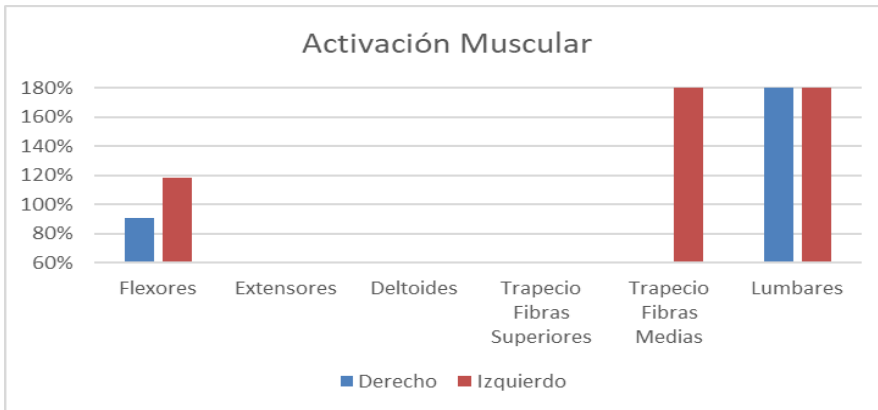 Activación Muscular
180%
160%
140%
120%
100%
80%
60%
Flexores Extensores Deltoides Trapecio Trapecio Lumbares
Fibras Fibras
Superiores Medias
Derecho Izquierdo